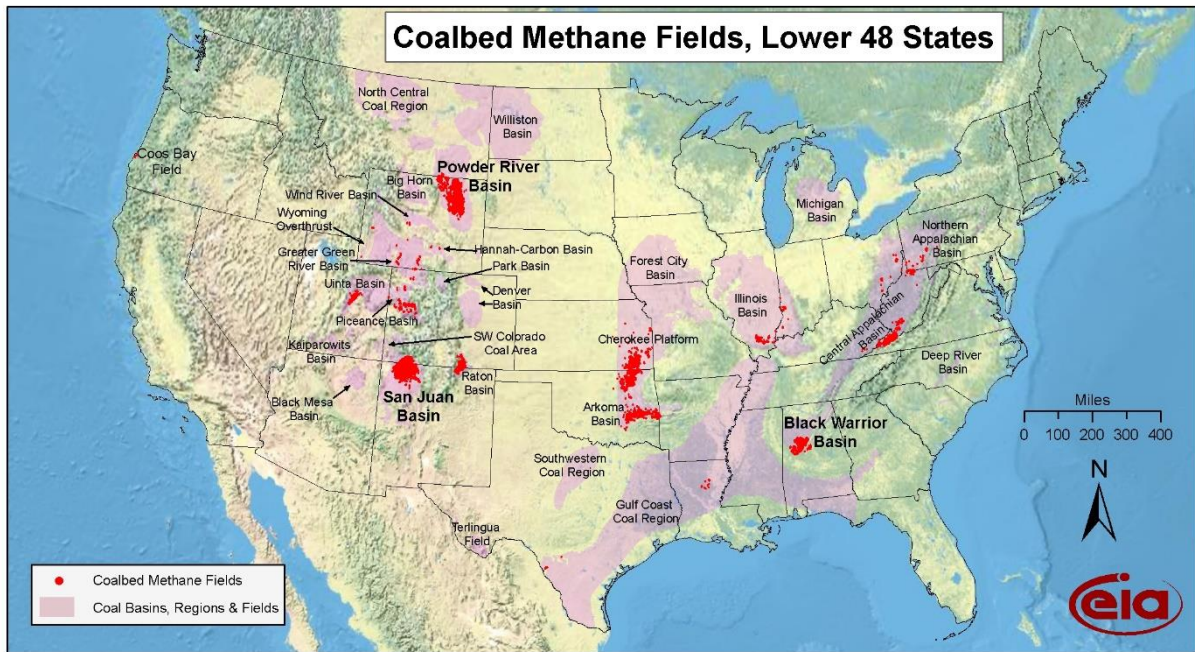 Coalbed Methane Fields, Lower 48 States
North Central
Coal Region
Williston
Basin
Coos Bay
Field
Powder River
Basin
Big Horn
Basin
Wind River Basin
Wyoming
Overthrust
Michigan
Basin
Northern
Appalachian
Basin
Greater Green
River Basin
Hannah-Carbon Basin
Park Basin
Forest City
Basin
Uinta Basin
Denver
Basin
Illinois
Basin
Piceance Basin
Central Appalachian
Basin
SW Colorado
Coal Area
Kaiparowits
Basin
Cherokee Platform
Deep River
Basin
Raton
Basin
Black Mesa
Basin
San Juan
Basin
Arkoma
Basin
Black Warrior
Basin
Miles
0 100 200 300 400
Southwestern
Coal Region
N
Gulf Coast
Coal Region
Terlingua
Field
Coalbed Methane Fields
Coal Basins, Regions & Fields
eia